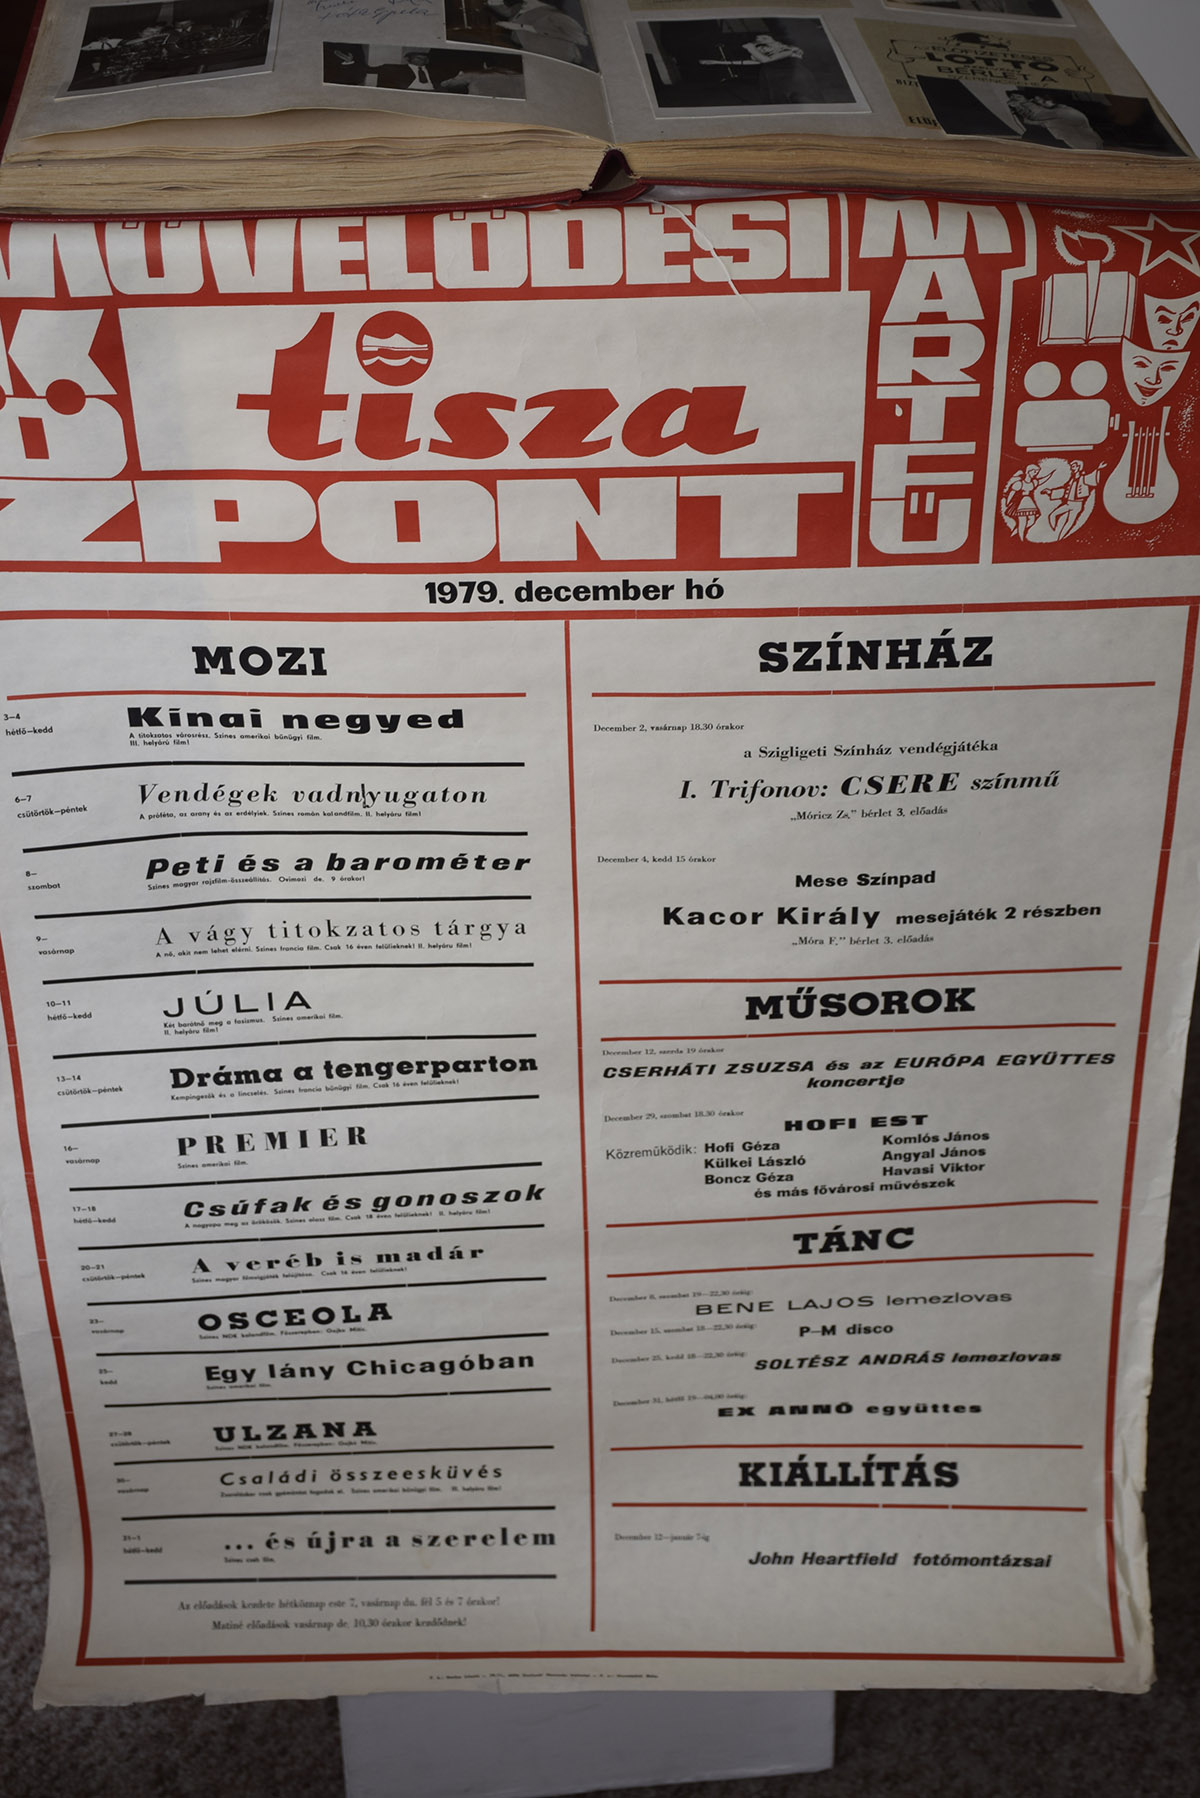 ELŐFIZETÉSES
LOTTÓ
BÉRLET A
MŰVELŐDÉSI
tisza
ZPONT
MARTFŰ
1979. december hó
MOZI
3–4
hétfő–kedd
Kínai negyed
A titokzatos városrész. Színes amerikai bűnügyi film.
III. helyárú film!
6–7
csütörtök–péntek
Vendégek vadnyugaton
A próféta, az arany és az erdélyiek. Színes román kalandfilm. II. helyáru film!
8–
szombat
Peti és a barométer
Színes magyar rajzfilm-összeállítás. Ovimozi de. 9 órakor!
9–
vasárnap
A vágy titokzatos tárgya
A nő, akit nem lehet elérni. Színes francia film. Csak 16 éven felülieknek! II. helyáru film!
10–11
hétfő–kedd
JÚLIA
Két barátnő meg a fasizmus. Színes amerikai film.
II. helyáru film!
13–14
csütörtök–péntek
Dráma a tengerparton
Kempingezők és a lincselés. Színes francia bűnügyi film. Csak 16 éven felülieknek!
16–
vasárnap
PREMIER
Színes amerikai film.
17–18
hétfő–kedd
Csúfak és gonoszok
A nagypapa meg az örökösök. Színes olasz film. Csak 18 éven felülieknek! II. helyáru film!
20–21
csütörtök–péntek
A veréb is madár
Színes magyar filmvígjáték felújítása. Csak 16 éven felülieknek!
23–
vasárnap
OSCEOLA
Színes NDK kalandfilm. Főszerepben: Gojko Mitic.
25–
kedd
Egy lány Chicagóban
Színes amerikai film.
27–28
csütörtök–péntek
ULZANA
Színes NDK kalandfilm. Főszerepben: Gojko Mitic.
30–
vasárnap
Családi összeesküvés
Zsaroláskor csak gyémántot fogadok el. Színes amerikai bűnügyi film. II. helyáru film!
31–1
hétfő–kedd
... és újra a szerelem
Színes cseh film.
Az előadások kezdete hétköznap este 7, vasárnap du. fél 5 és 7 órakor!
Matiné előadások vasárnap de. 10,30 órakor kezdődnek!
SZÍNHÁZ
December 2, vasárnap 18.30 órakor
a Szigligeti Színház vendégjátéka
I. Trifonov: CSERE színmű
„Móricz Zs." bérlet 3. előadás
December 4, kedd 15 órakor
Mese Színpad
Kacor Király mesejáték 2 részben
„Móra F." bérlet 3. előadás
MŰSOROK
December 12, szerda 19 órakor
CSERHÁTI ZSUZSA és az EURÓPA EGYÜTTES
koncertje
December 29, szombat 18.30 órakor
HOFI EST
Közreműködik: Hofi Géza Komlós János
Külkei László Angyal János
Boncz Géza Havasi Viktor
és más fővárosi művészek
TÁNC
December 8, szombat 19—22,30 óráig:
BENE LAJOS lemezlovas
December 15, szombat 18—22,30 óráig:
P–M disco
December 25, kedd 18—22,30 óráig:
SOLTÉSZ ANDRÁS lemezlovas
December 31, hétfő 19—04,00 óráig:
EX ANNÓ együttes
KIÁLLÍTÁS
December 12—január 7-ig
John Heartfield fotómontázsai